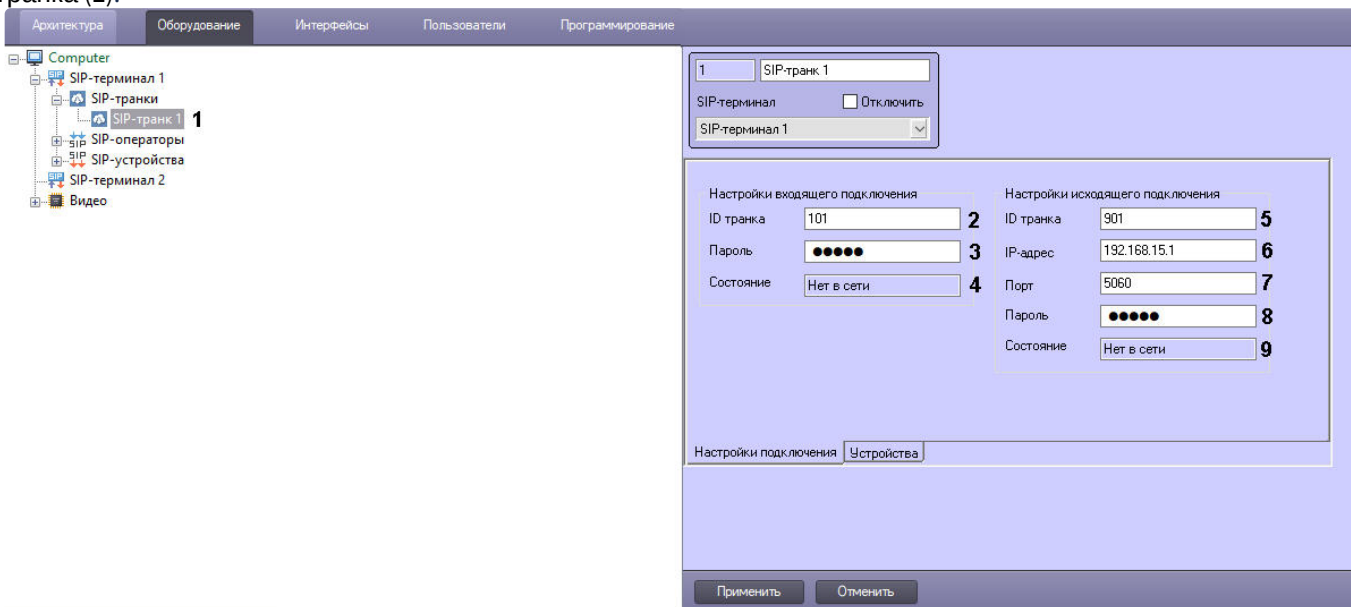 транка (2).
Архитектура Оборудование Интерфейсы Пользователи Программирование
Computer
SIP-терминал 1
SIP-транки
SIP-транк 1 1
SIP-операторы
SIP-устройства
SIP-терминал 2
Видео
1 SIP-транк 1
SIP-терминал Отключить
SIP-терминал 1
Настройки входящего подключения
ID транка 101 2
Пароль ●●●●● 3
Состояние Нет в сети 4
Настройки исходящего подключения
ID транка 901 5
IP-адрес 192.168.15.1 6
Порт 5060 7
Пароль ●●●●● 8
Состояние Нет в сети 9
Настройки подключения Устройства
Применить Отменить